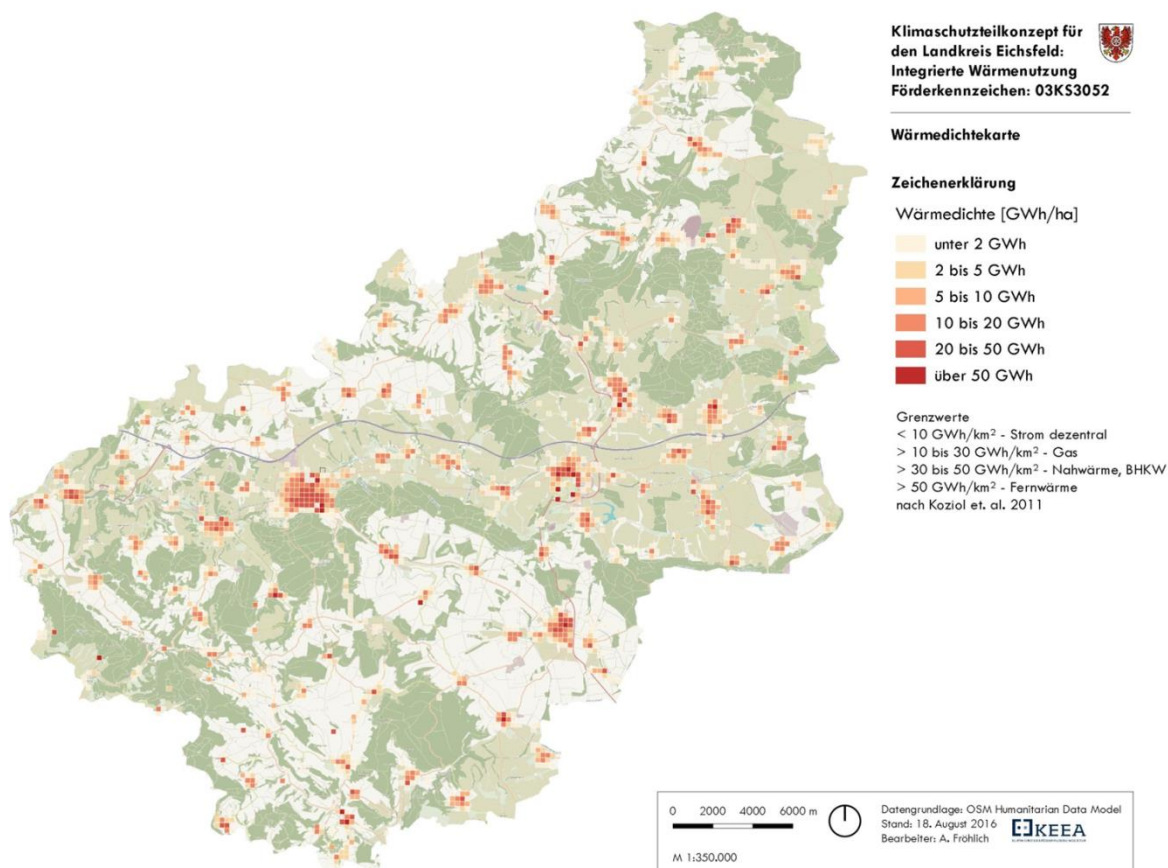 Klimaschutzteilkonzept für
den Landkreis Eichsfeld:
Integrierte Wärmenutzung
Förderkennzeichen: 03KS3052
Wärmedichtekarte
Zeichenerklärung
Wärmedichte [GWh/ha]
unter 2 GWh
2 bis 5 GWh
5 bis 10 GWh
10 bis 20 GWh
20 bis 50 GWh
über 50 GWh
Grenzwerte
< 10 GWh/km² - Strom dezentral
> 10 bis 30 GWh/km² - Gas
> 30 bis 50 GWh/km² - Nahwärme, BHKW
> 50 GWh/km² - Fernwärme
nach Koziol et. al. 2011
0 2000 4000 6000 m
M 1:350.000
Datengrundlage: OSM Humanitarian Data Model
Stand: 18. August 2016
Bearbeiter: A. Fröhlich
KEEA